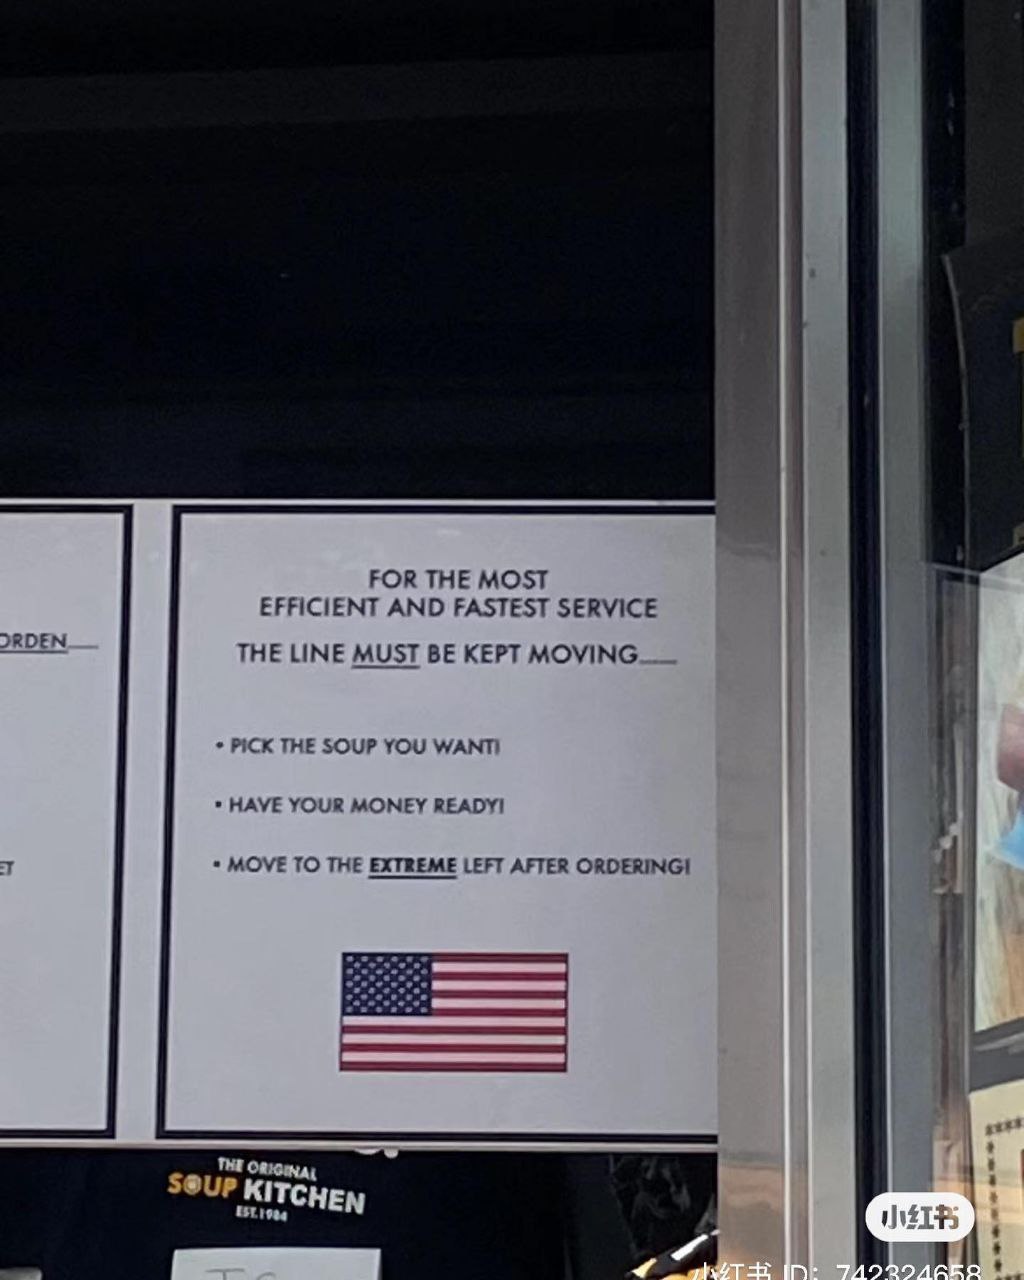 ORDEN
ET
FOR THE MOST
EFFICIENT AND FASTEST SERVICE
THE LINE MUST BE KEPT MOVING......
• PICK THE SOUP YOU WANT!
• HAVE YOUR MONEY READY!
• MOVE TO THE EXTREME LEFT AFTER ORDERING!
THE ORIGINAL
SOUP KITCHEN
EST.1984
小红书
小红书 ID: 742324658